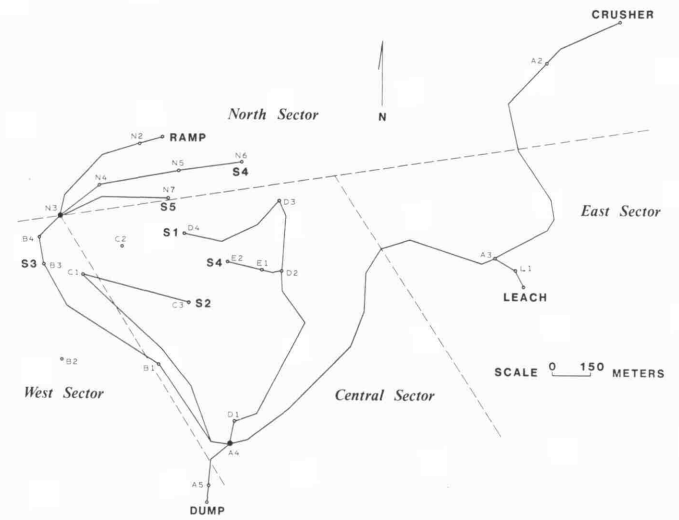 CRUSHER
A2
North Sector
N
N2
RAMP
N6
N5
S4
N4
N7
N3
S5
D3
East Sector
S1
D4
B4
C2
A3
S3
B3
C1
S4
E2
E1
D2
L1
LEACH
C3
S2
B2
B1
SCALE 0 150 METERS
West Sector
Central Sector
D1
A4
A5
DUMP